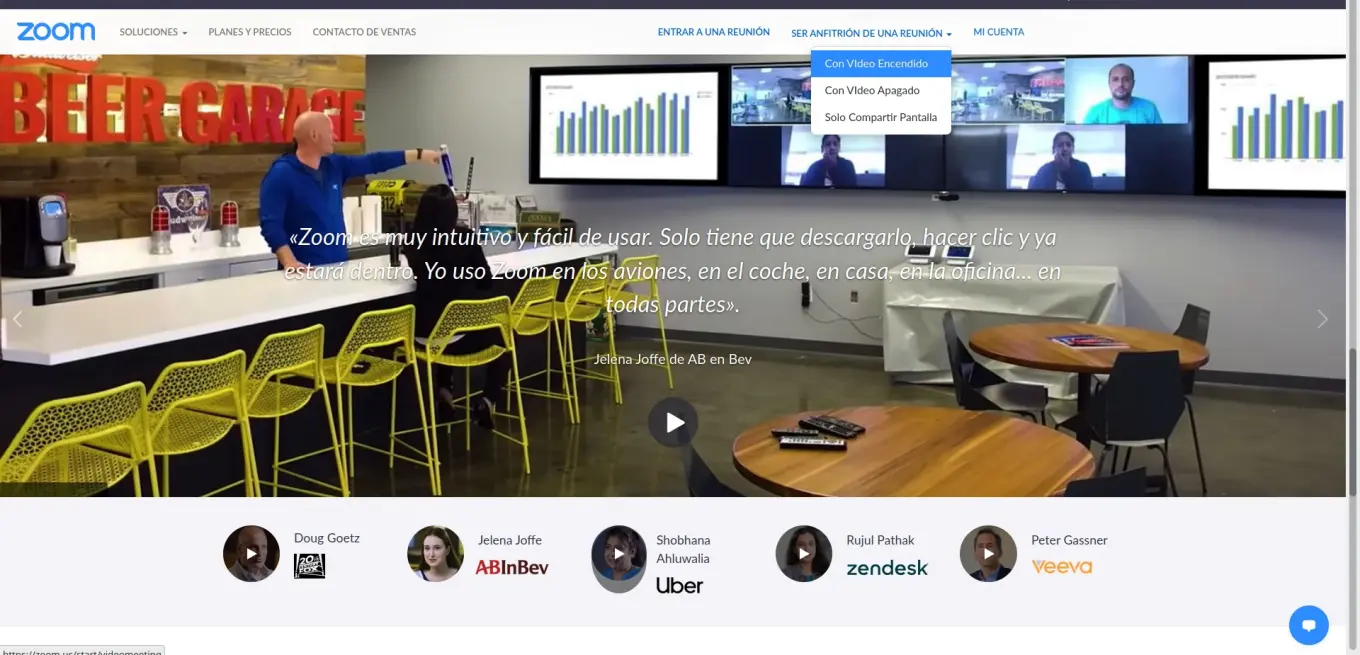 zoom
SOLUCIONES
PLANES Y PRECIOS
CONTACTO DE VENTAS
ENTRAR A UNA REUNIÓN
SER ANFITRIÓN DE UNA REUNIÓN
MI CUENTA
Con VIdeo Encendido
Con VIdeo Apagado
Solo Compartir Pantalla
BEER GARAGE
«Zoom es muy intuitivo y fácil de usar. Solo tiene que descargarlo, hacer clic y ya
estará dentro. Yo uso Zoom en los aviones, en el coche, en casa, en la oficina... en
todas partes».
Jelena Joffe de AB en Bev
Doug Goetz
Jelena Joffe
ABInBev
Shobhana
Ahluwalia
Uber
Rujul Pathak
zendesk
Peter Gassner
Veeva
https://zoom.us/start/videomeeting